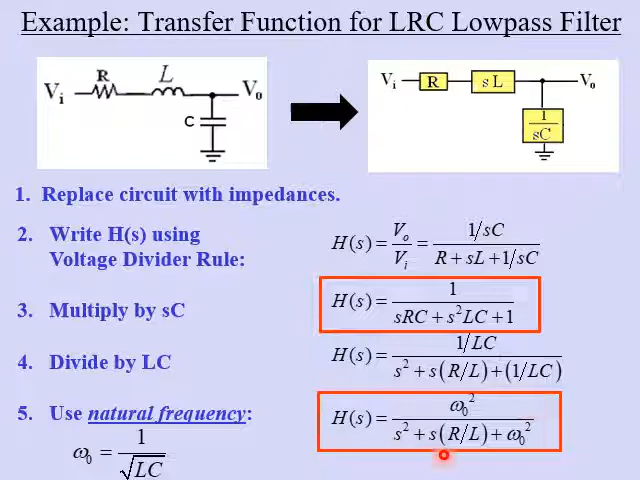 Example: Transfer Function for LRC Lowpass Filter
Vi R L Vo
C
Vi R sL Vo
1/sC
1. Replace circuit with impedances.
2. Write H(s) using
Voltage Divider Rule:
H(s) = Vo/Vi = (1/sC)/(R + sL + 1/sC)
3. Multiply by sC
H(s) = 1/(sRC + s²LC + 1)
4. Divide by LC
H(s) = (1/LC)/(s² + s(R/L) + (1/LC))
5. Use natural frequency:
ω₀ = 1/√LC
H(s) = ω₀²/(s² + s(R/L) + ω₀²)